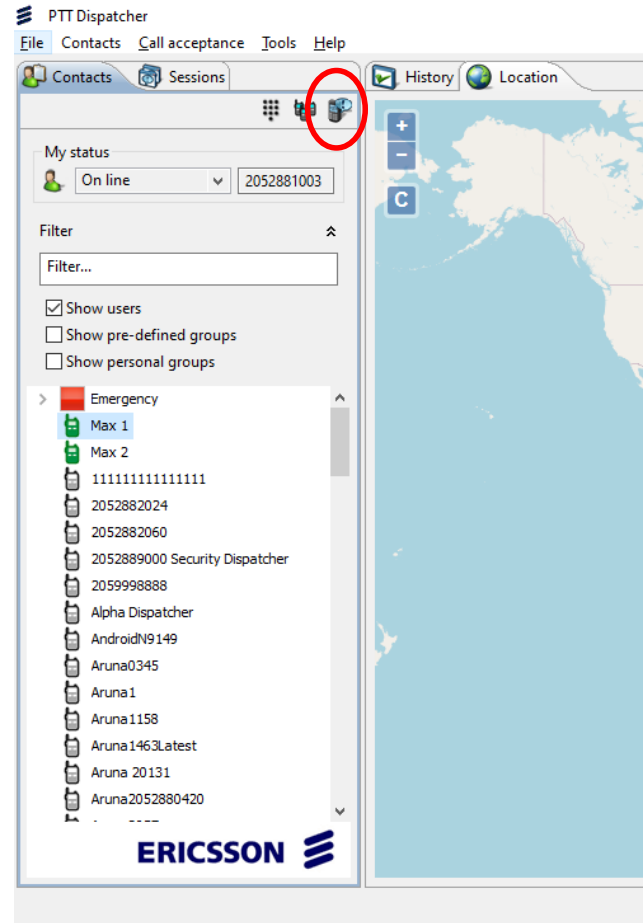 PTT Dispatcher
File Contacts Call acceptance Tools Help
Contacts Sessions History Location
My status
On line 2052881003
Filter
Filter...
Show users
Show pre-defined groups
Show personal groups
Emergency
Max 1
Max 2
111111111111111
2052882024
2052882060
2052889000 Security Dispatcher
2059998888
Alpha Dispatcher
AndroidN9149
Aruna0345
Aruna1
Aruna1158
Aruna1463Latest
Aruna 20131
Aruna2052880420
ERICSSON
+
-
C